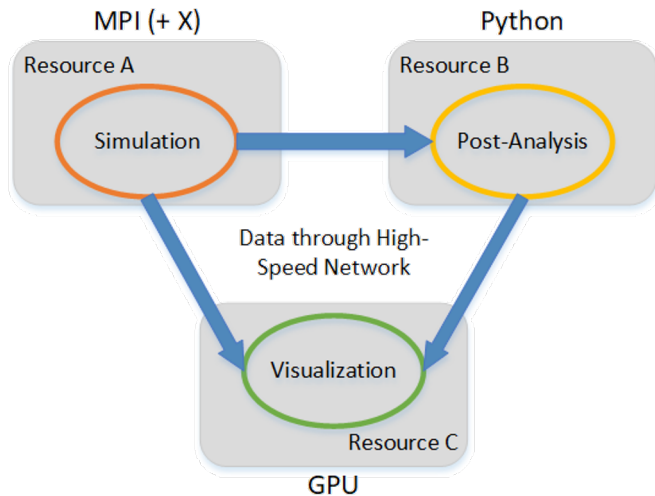 MPI (+ X)
Python
Resource A
Resource B
Simulation
Post-Analysis
Data through High-
Speed Network
Visualization
Resource C
GPU